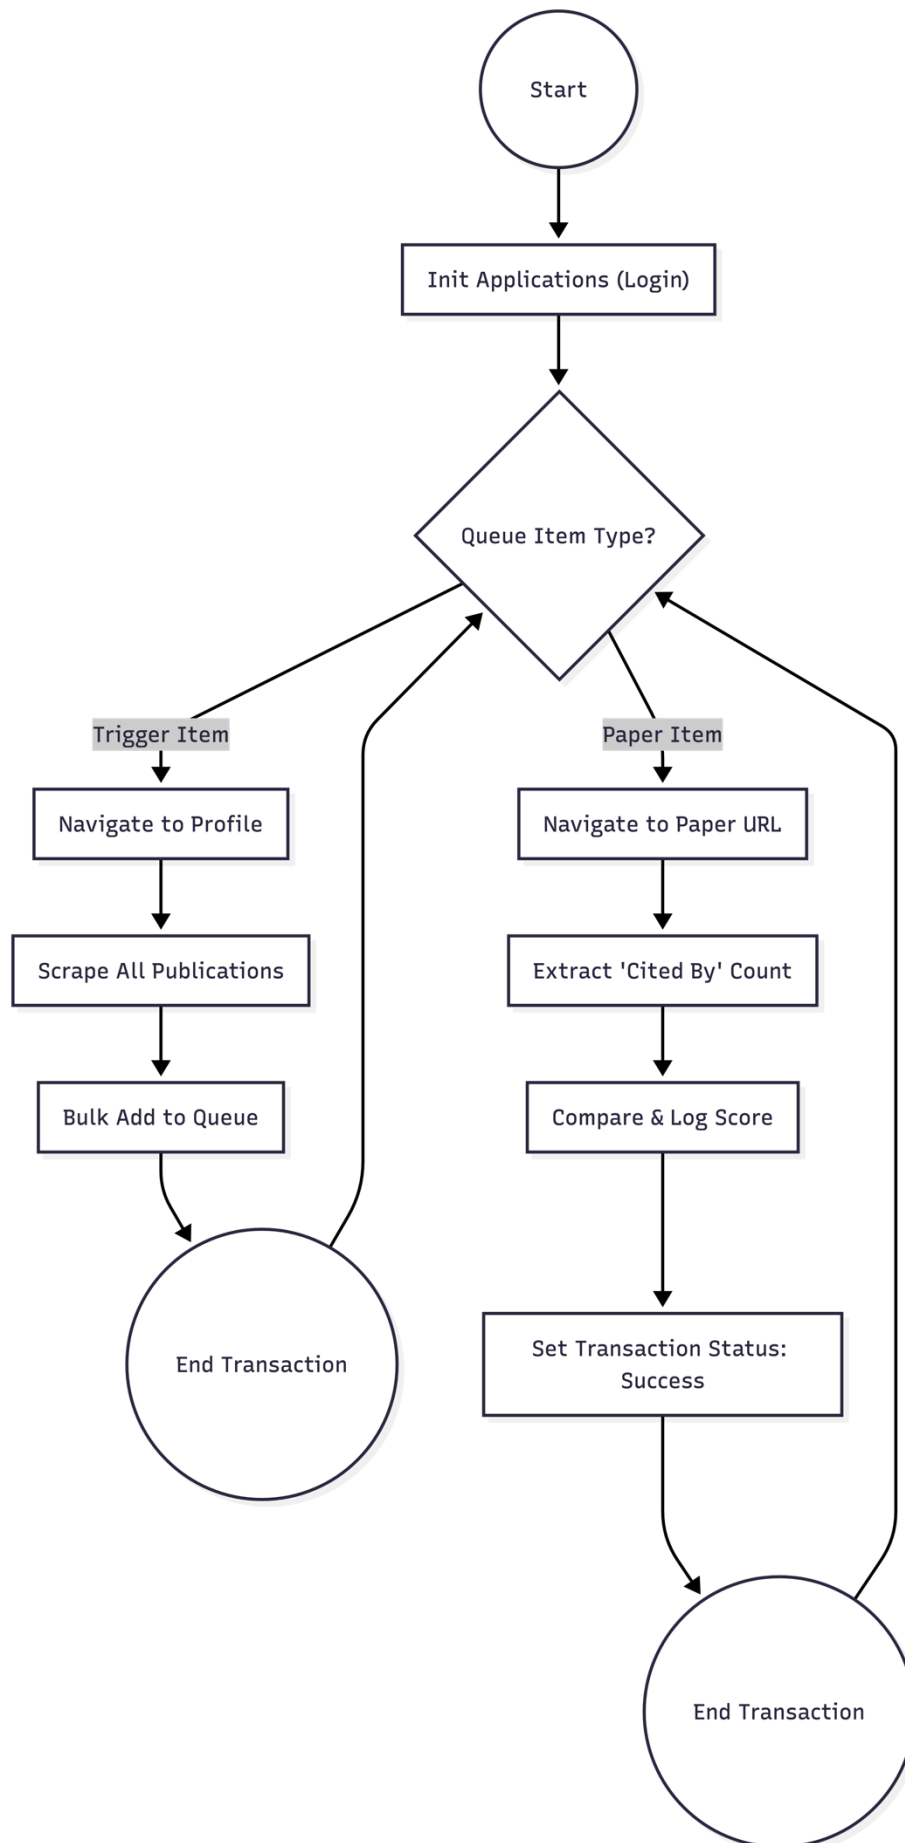 Start
Init Applications (Login)
Queue Item Type?
Trigger Item
Paper Item
Navigate to Profile
Navigate to Paper URL
Scrape All Publications
Extract 'Cited By' Count
Bulk Add to Queue
Compare & Log Score
End Transaction
Set Transaction Status:
Success
End Transaction